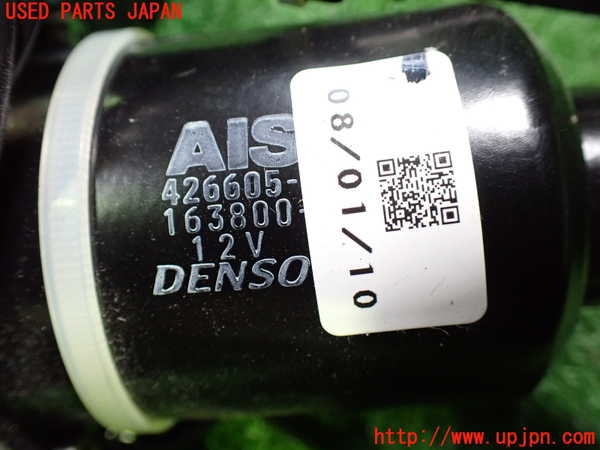 USED PARTS JAPAN
AIS
426605-
163800-
12V
DENSO
08/01/10
http://www.upjpn.com/